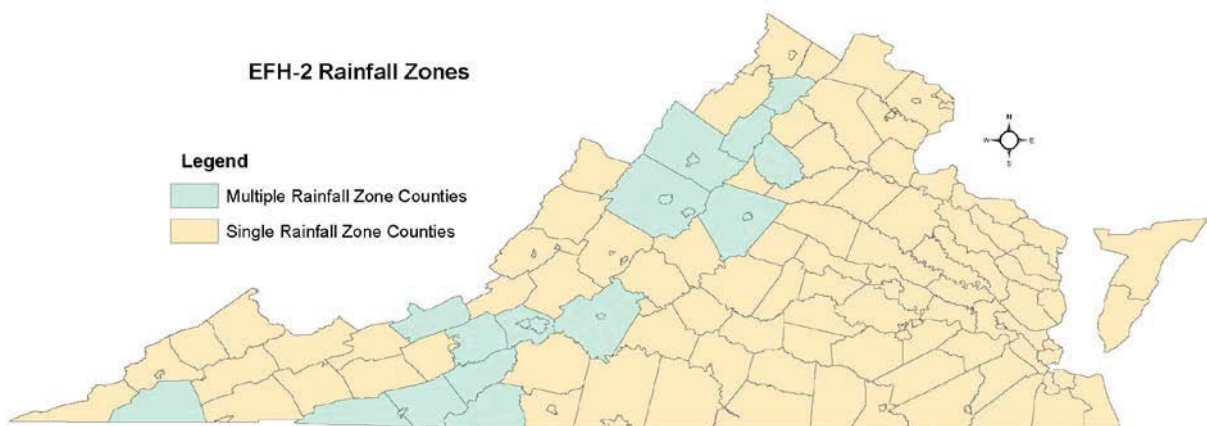 EFH-2 Rainfall Zones
Legend
Multiple Rainfall Zone Counties
Single Rainfall Zone Counties
N
W
E
S